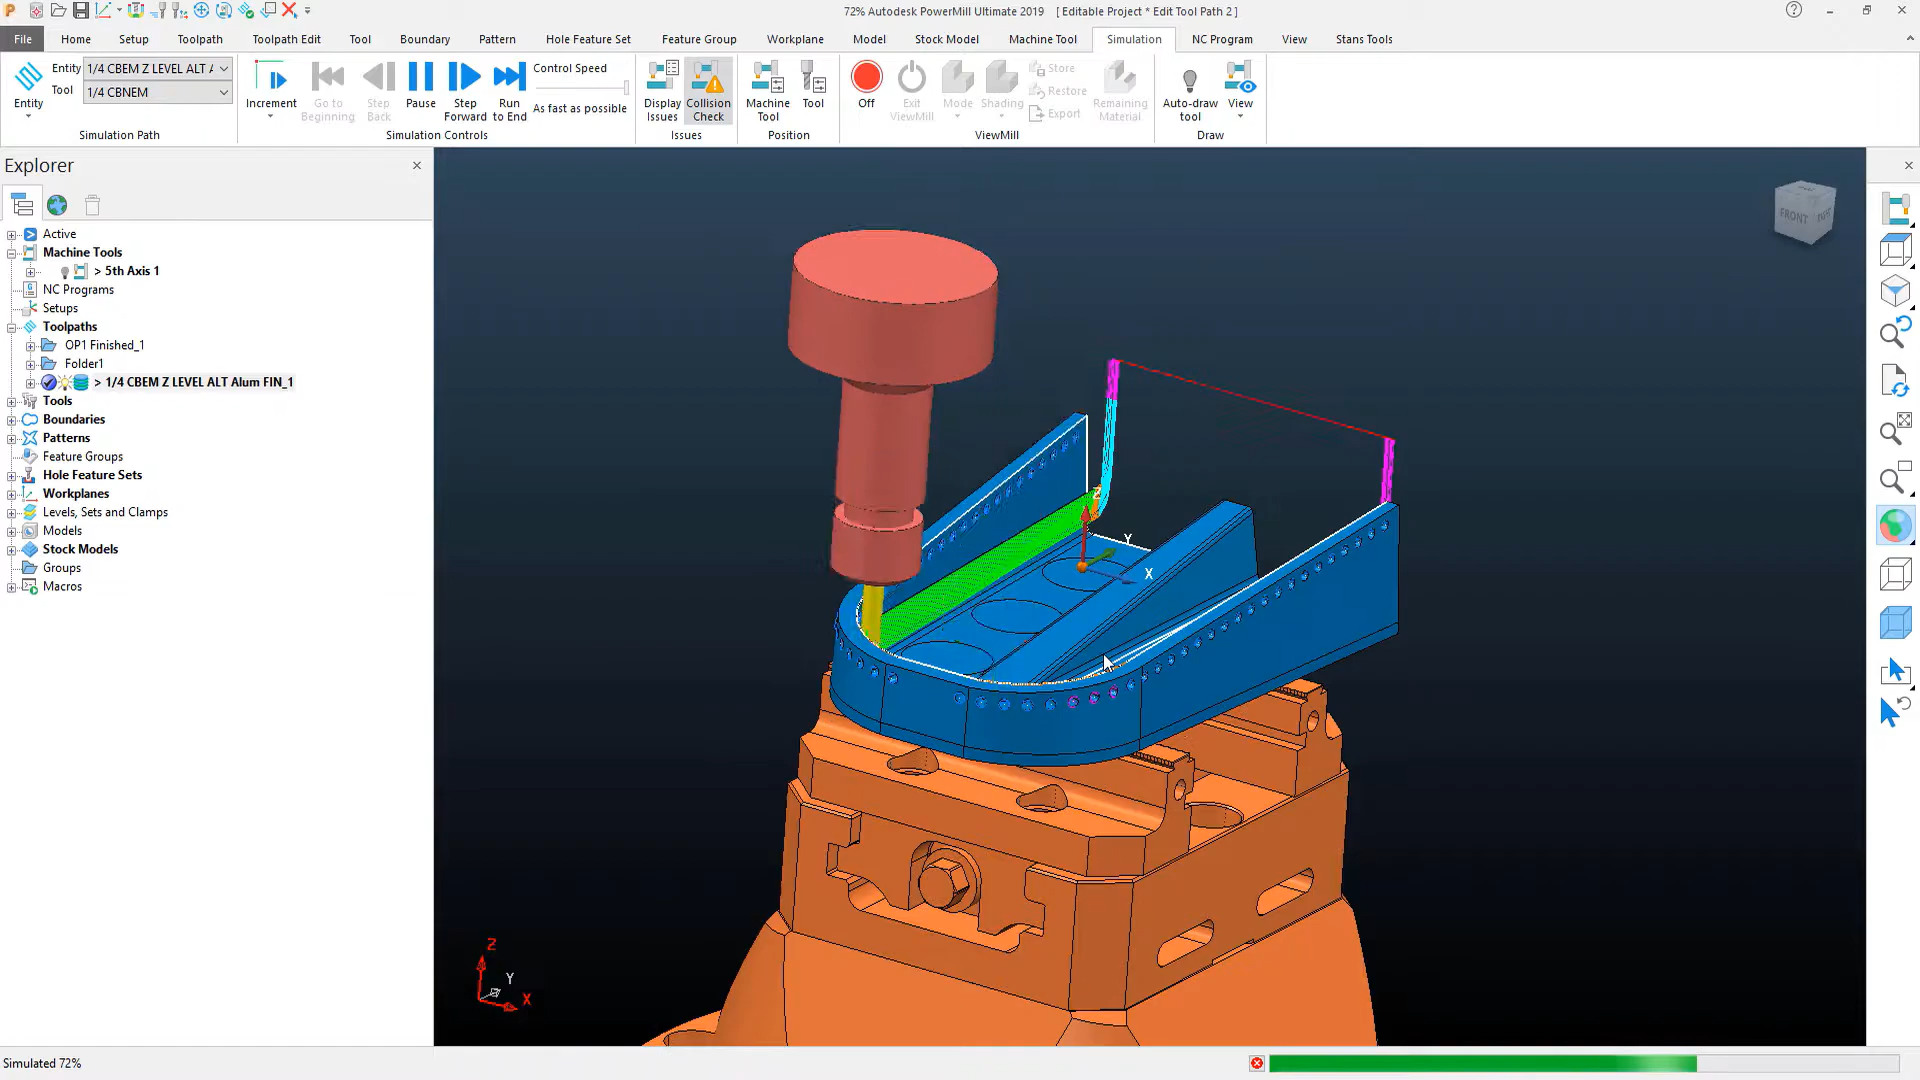 72% Autodesk PowerMill Ultimate 2019 [ Editable Project * Edit Tool Path 2 ]
File Home Setup Toolpath Toolpath Edit Tool Boundary Pattern Hole Feature Set Feature Group Workplane Model Stock Model Machine Tool Simulation NC Program View Stans Tools
Entity
Entity 1/4 CBEM Z LEVEL ALT A
Tool 1/4 CBNEM
Simulation Path
Increment
Go to Beginning
Step Back
Pause
Step Forward
Run to End
Control Speed
As fast as possible
Simulation Controls
Display Issues
Collision Check
Issues
Machine Tool
Tool
Position
Off
Exit ViewMill
Mode
Shading
Store
Restore
Export
Remaining Material
ViewMill
Auto-draw tool
View
Draw
Explorer
Active
Machine Tools
> 5th Axis 1
NC Programs
Setups
Toolpaths
OP1 Finished_1
Folder1
> 1/4 CBEM Z LEVEL ALT Alum FIN_1
Tools
Boundaries
Patterns
Feature Groups
Hole Feature Sets
Workplanes
Levels, Sets and Clamps
Models
Stock Models
Groups
Macros
FRONT
Z
Y
X
Z
Y
X
Simulated 72%